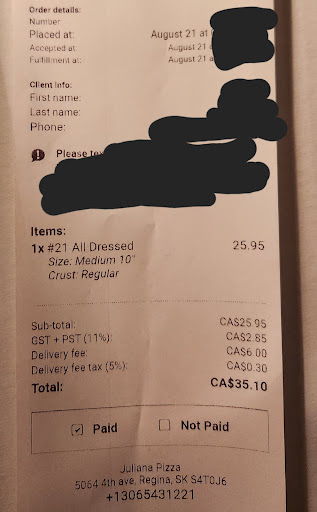 Order details:
Number
Placed at: August 21 at
Accepted at August 21
Fulfillment at: August 21 a
Client info:
First name:
Last name:
Phone:
Please
Items:
1x #21 All Dressed 25.95
Size: Medium 10"
Crust: Regular
Sub-total: CA$25.95
GST + PST (11%): CA$2.85
Delivery fee: CA$6.00
Delivery fee tax (5%): CA$0.30
Total: CA$35.10
Paid Not Paid
Juliana Pizza
5064 4th ave, Regina, SK S4T0J6
+13065431221